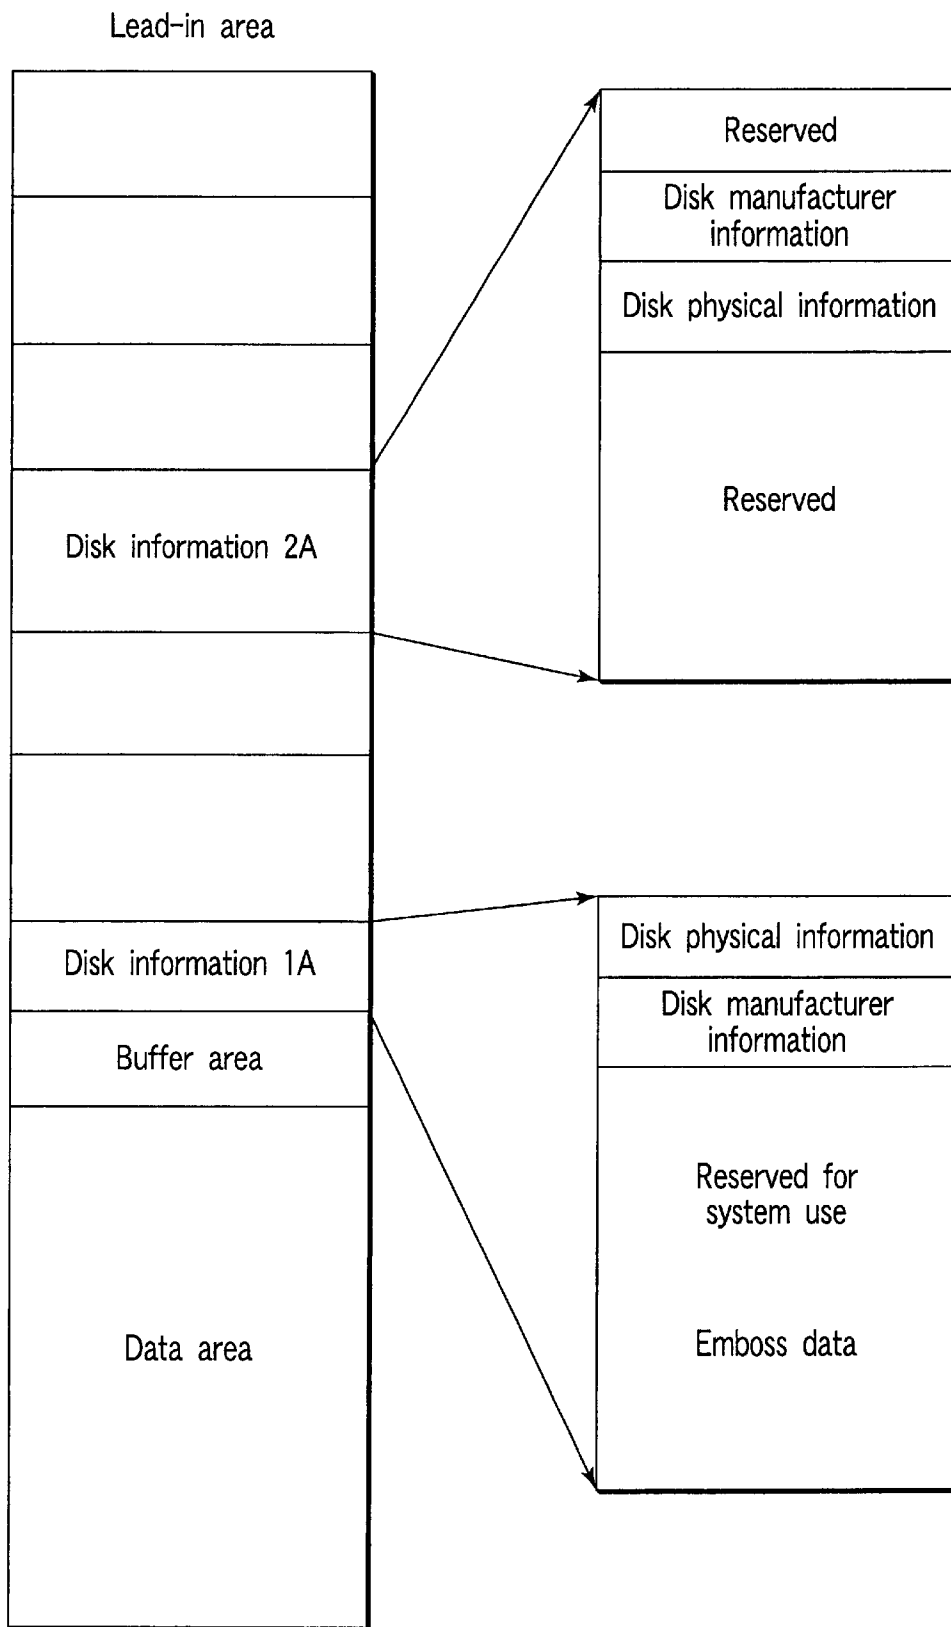 Lead-in area
Disk information 2A
Disk information 1A
Buffer area
Data area
Reserved
Disk manufacturer
information
Disk physical information
Reserved
Disk physical information
Disk manufacturer
information
Reserved for
system use
Emboss data